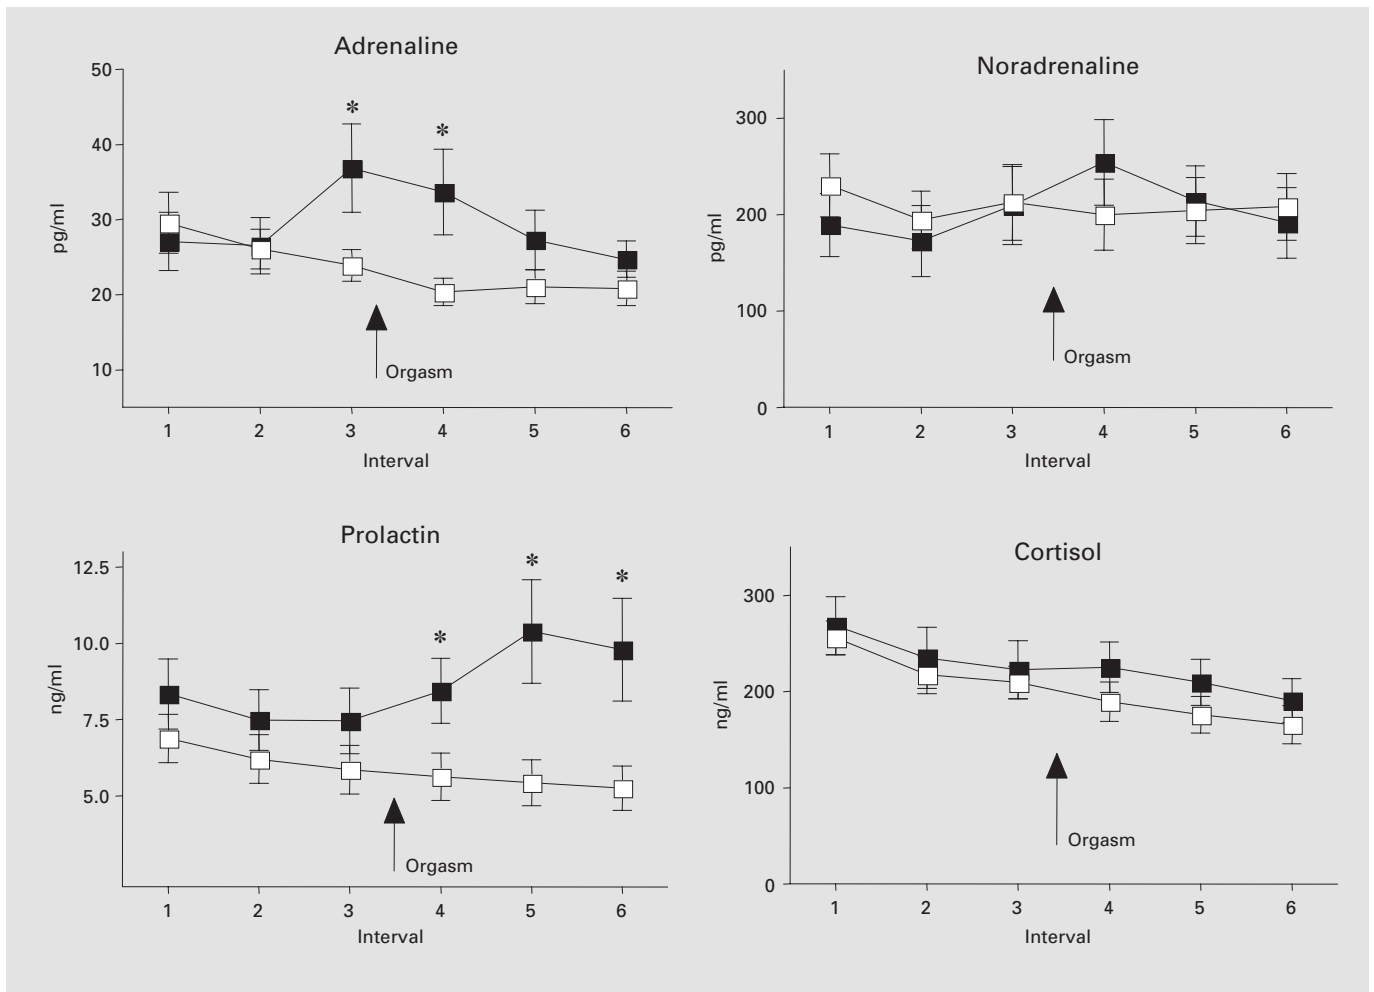 Adrenaline
50
40
30
20
10
pg/ml
*
*
Orgasm
1 2 3 4 5 6
Interval
Noradrenaline
300
200
100
0
pg/ml
Orgasm
1 2 3 4 5 6
Interval
Prolactin
12.5
10.0
7.5
5.0
ng/ml
*
*
*
Orgasm
1 2 3 4 5 6
Interval
Cortisol
300
200
100
0
ng/ml
Orgasm
1 2 3 4 5 6
Interval